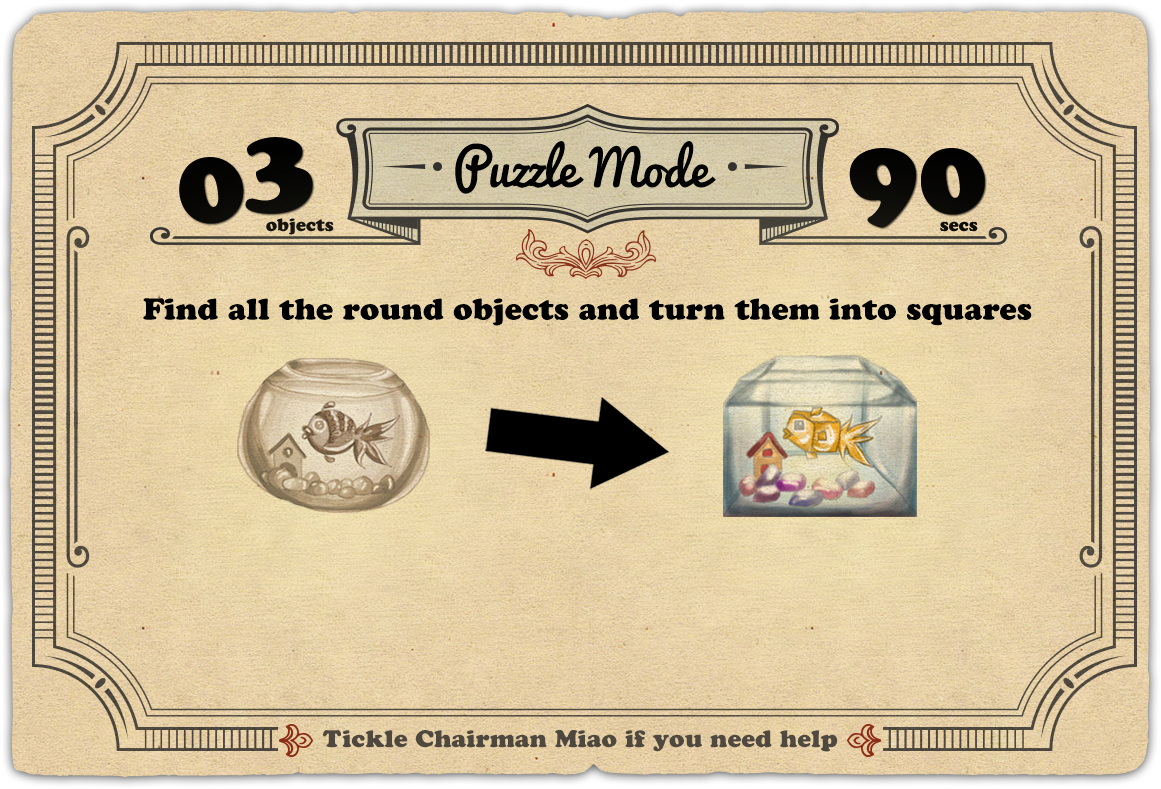 Puzzle Mode
03
objects
90
secs
Find all the round objects and turn them into squares
Tickle Chairman Miao if you need help